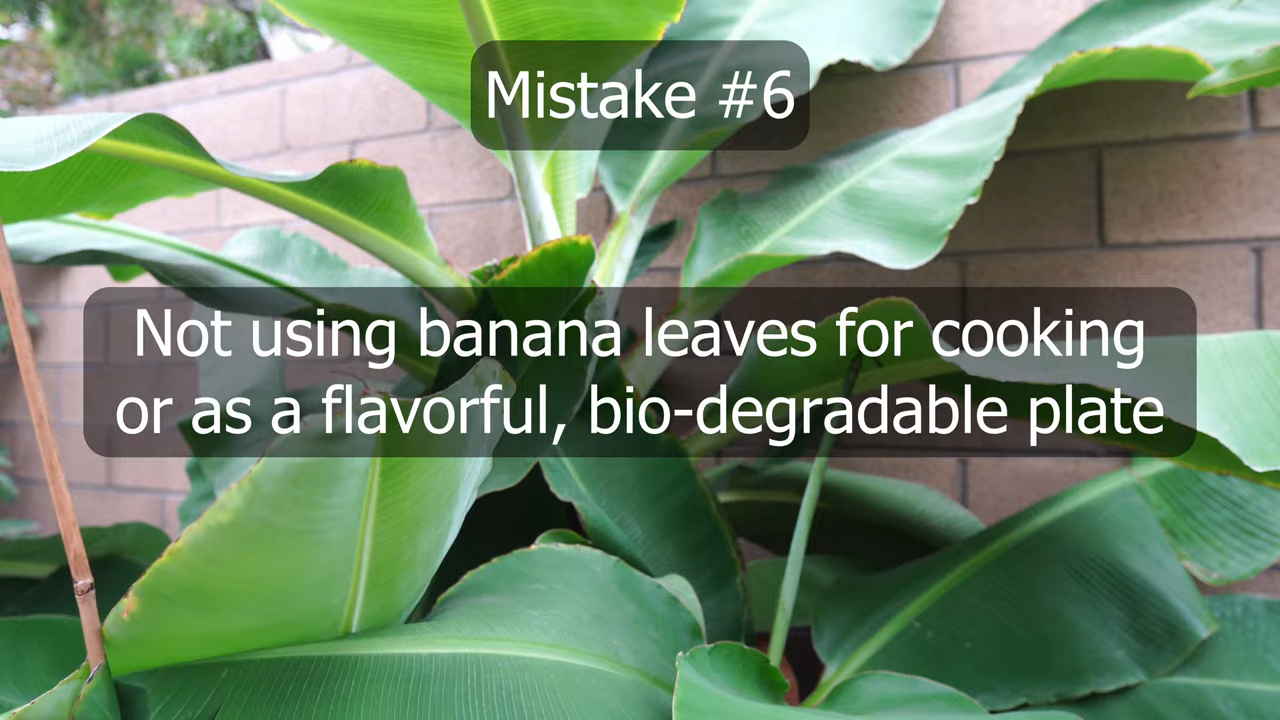 Mistake #6
Not using banana leaves for cooking
or as a flavorful, bio-degradable plate